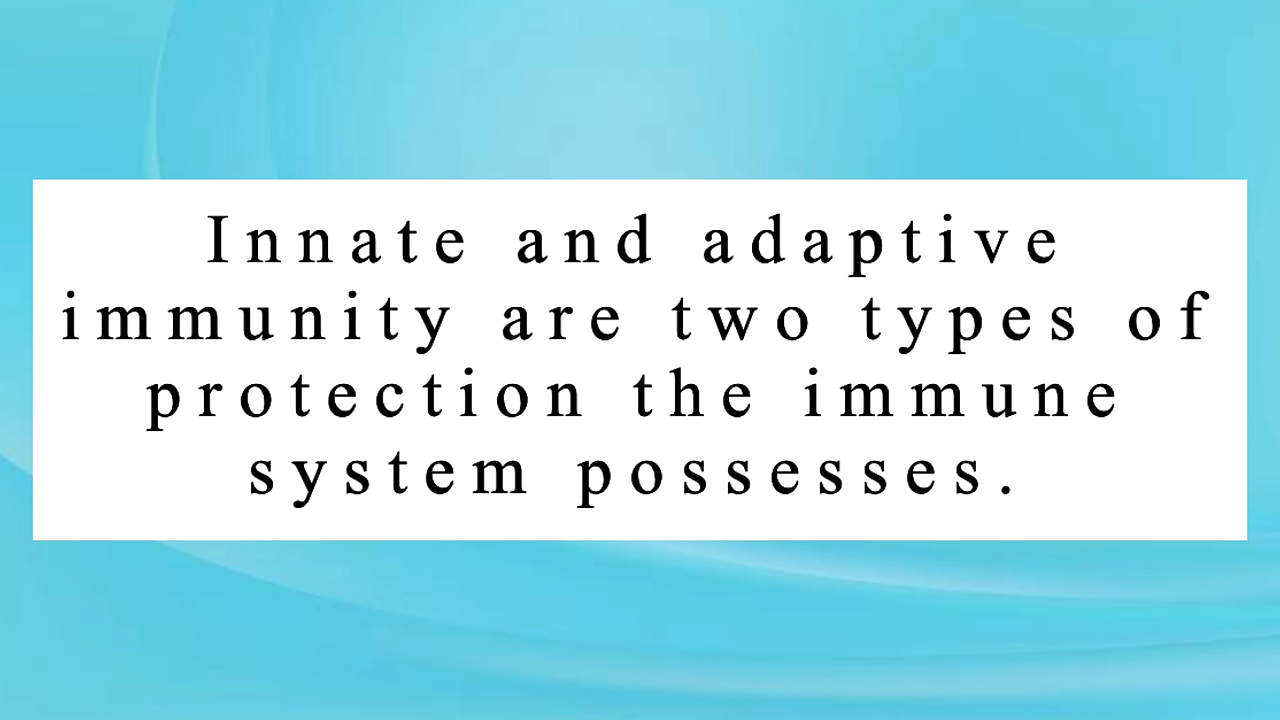 Innate and adaptive
immunity are two types of
protection the immune
system possesses.